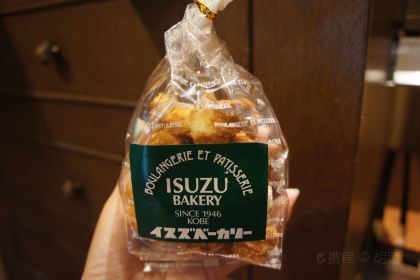 BOULANGERIE ET PATISSERIE
ISUZU
BAKERY
SINCE 1946
KOBE
イスズベーカリー